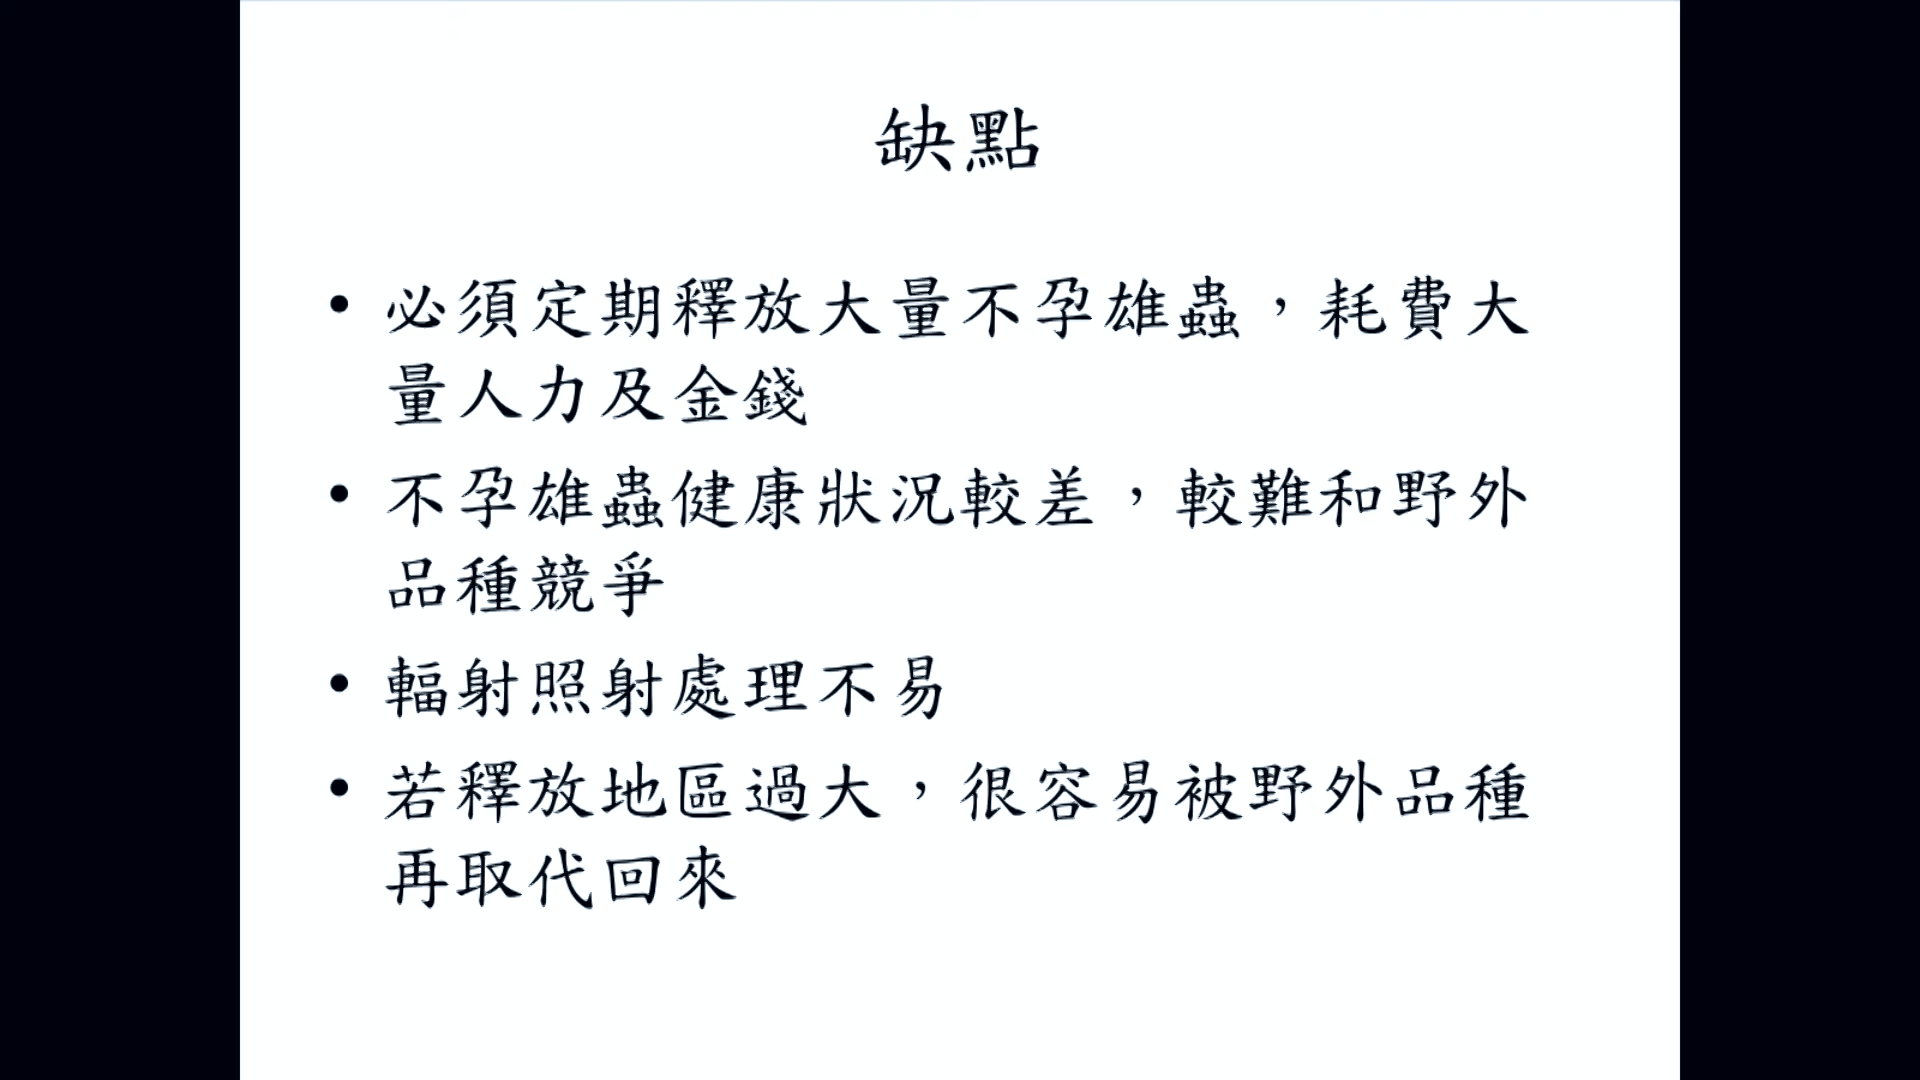 缺點
• 必須定期釋放大量不孕雄蟲，耗費大
量人力及金錢
• 不孕雄蟲健康狀況較差，較難和野外
品種競爭
• 輻射照射處理不易
• 若釋放地區過大，很容易被野外品種
再取代回來